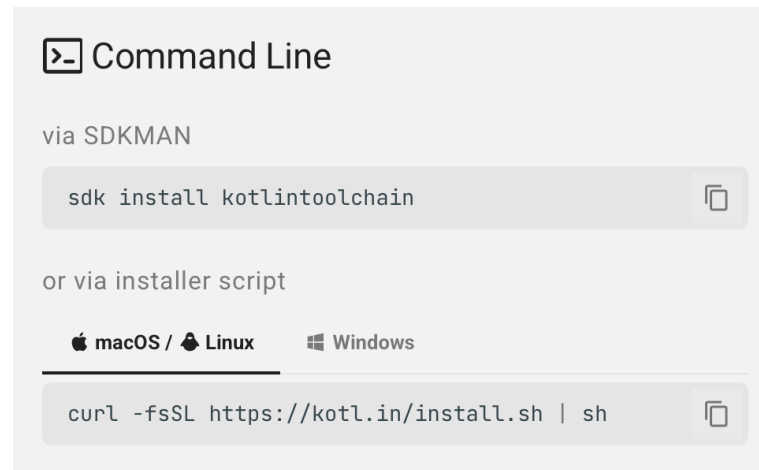 Command Line
via SDKMAN
sdk install kotlintoolchain
or via installer script
macOS / Linux
Windows
curl -fsSL https://kotl.in/install.sh | sh